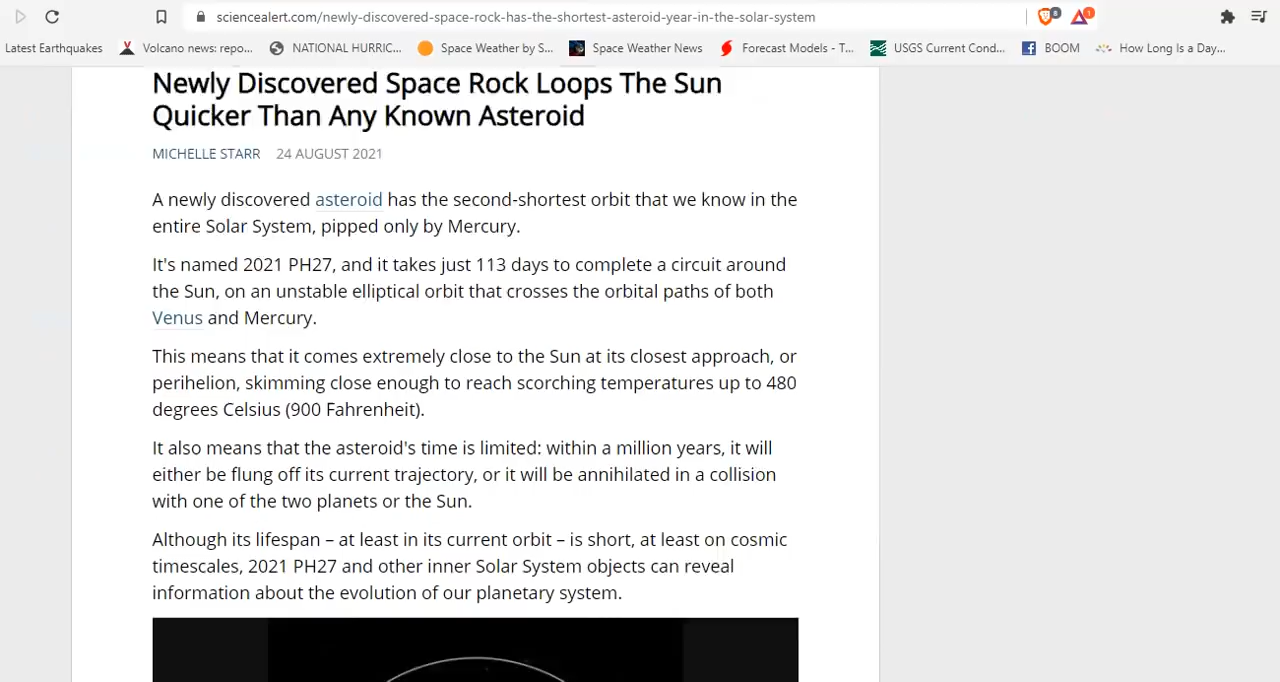 sciencealert.com/newly-discovered-space-rock-has-the-shortest-asteroid-year-in-the-solar-system
8
1
Latest Earthquakes Volcano news: repo... NATIONAL HURRIC... Space Weather by S... Space Weather News Forecast Models - T... USGS Current Cond... BOOM How Long Is a Day...
Newly Discovered Space Rock Loops The Sun
Quicker Than Any Known Asteroid
MICHELLE STARR 24 AUGUST 2021
A newly discovered asteroid has the second-shortest orbit that we know in the
entire Solar System, pipped only by Mercury.
It's named 2021 PH27, and it takes just 113 days to complete a circuit around
the Sun, on an unstable elliptical orbit that crosses the orbital paths of both
Venus and Mercury.
This means that it comes extremely close to the Sun at its closest approach, or
perihelion, skimming close enough to reach scorching temperatures up to 480
degrees Celsius (900 Fahrenheit).
It also means that the asteroid's time is limited: within a million years, it will
either be flung off its current trajectory, or it will be annihilated in a collision
with one of the two planets or the Sun.
Although its lifespan – at least in its current orbit – is short, at least on cosmic
timescales, 2021 PH27 and other inner Solar System objects can reveal
information about the evolution of our planetary system.